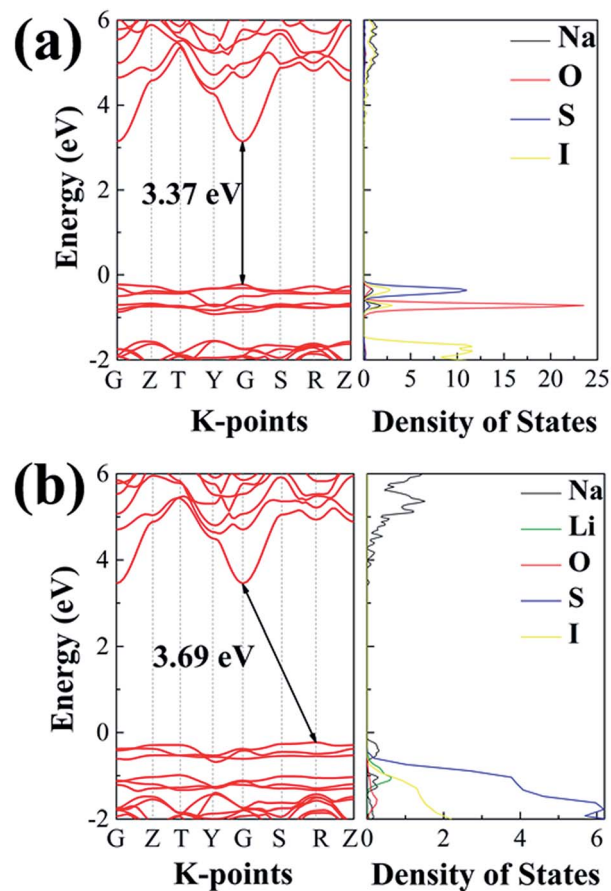 (a)
6
4
2
0
-2
Energy (eV)
3.37 eV
G Z T Y G S R Z
K-points
Na
O
S
I
0 5 10 15 20 25
Density of States
(b)
6
4
2
0
-2
Energy (eV)
3.69 eV
G Z T Y G S R Z
K-points
Na
Li
O
S
I
0 2 4 6
Density of States